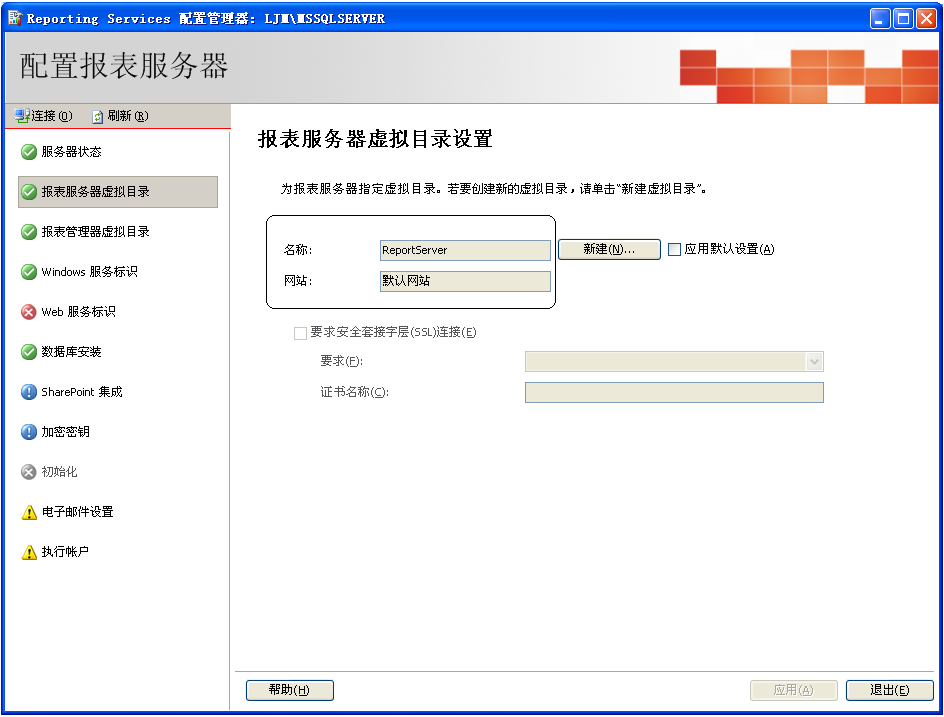 Reporting Services 配置管理器: LJM\MSSQLSERVER
配置报表服务器
连接(O) 刷新(R)
服务器状态
报表服务器虚拟目录
报表管理器虚拟目录
Windows 服务标识
Web 服务标识
数据库安装
SharePoint 集成
加密密钥
初始化
电子邮件设置
执行帐户
报表服务器虚拟目录设置
为报表服务器指定虚拟目录。若要创建新的虚拟目录，请单击“新建虚拟目录”。
名称: ReportServer 新建(N)... 应用默认设置(A)
网站: 默认网站
要求安全套接字层(SSL)连接(E)
要求(F):
证书名称(C):
帮助(H) 应用(A) 退出(E)